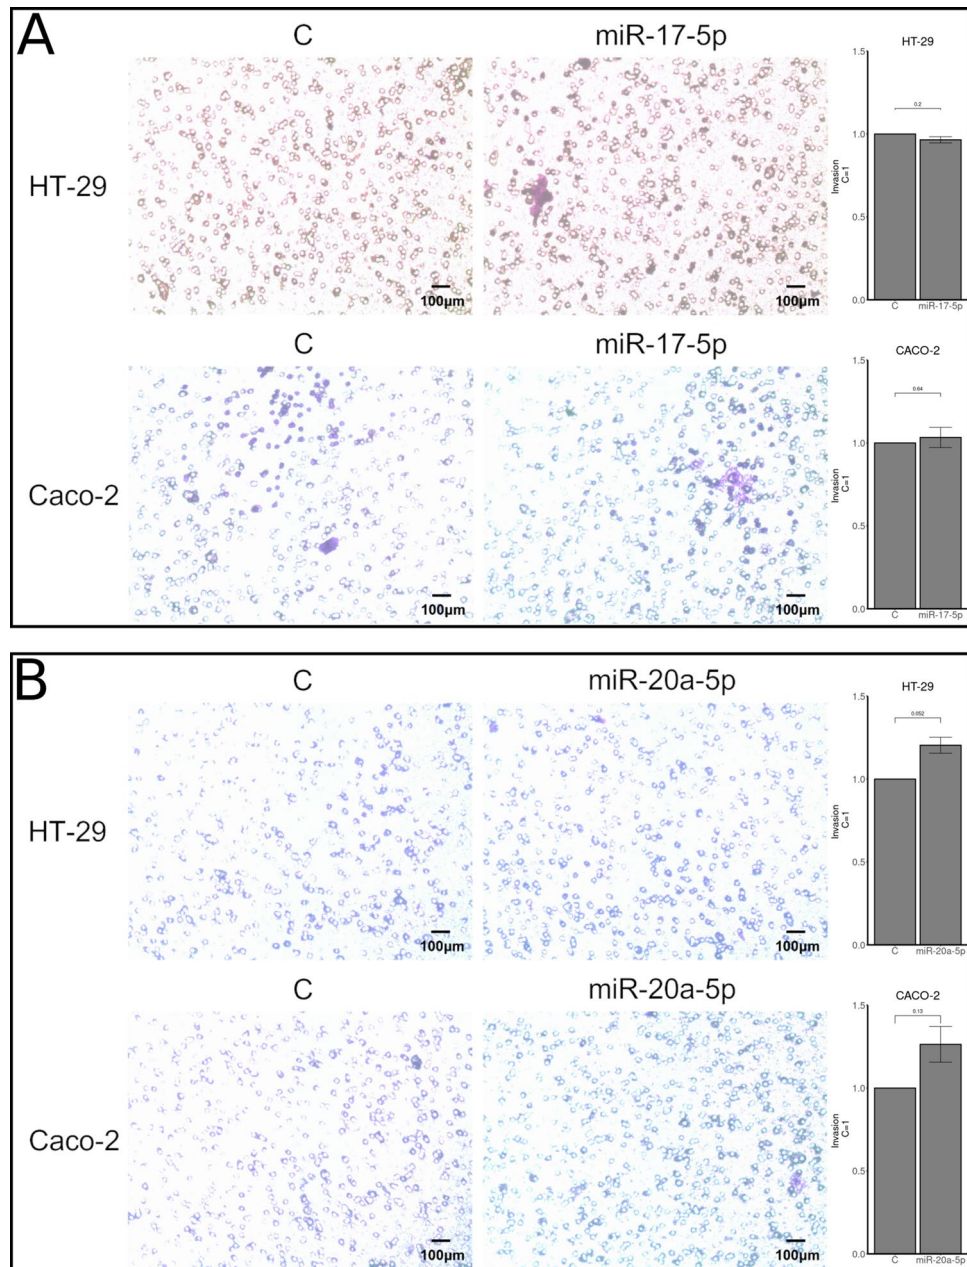 A
C
miR-17-5p
HT-29
100µm
100µm
HT-29
1.5
0.2
1.0
Invasion
C=1
0.5
0.0
C
miR-17-5p
C
miR-17-5p
Caco-2
100µm
100µm
CACO-2
1.5
0.64
1.0
Invasion
C=1
0.5
0.0
C
miR-17-5p
B
C
miR-20a-5p
HT-29
100µm
100µm
HT-29
1.5
0.052
1.0
Invasion
C=1
0.5
0.0
C
miR-20a-5p
C
miR-20a-5p
Caco-2
100µm
100µm
CACO-2
1.5
0.13
1.0
Invasion
C=1
0.5
0.0
C
miR-20a-5p